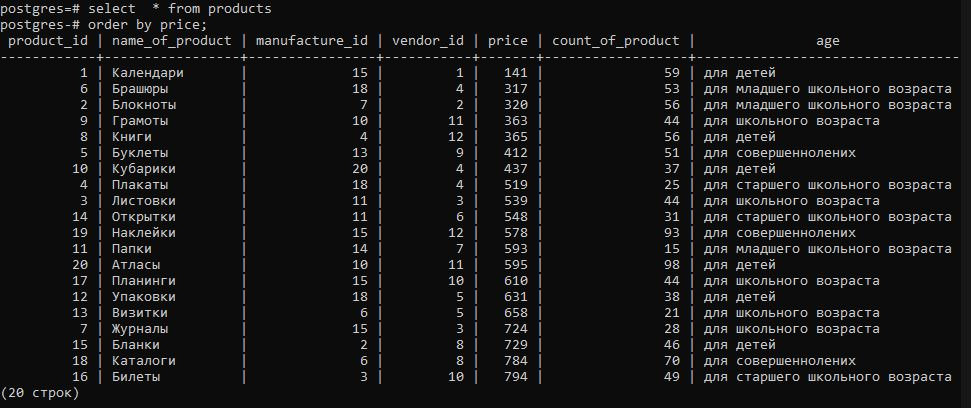 postgres=# select  * from products
postgres-# order by price;
 product_id | name_of_product | manufacture_id | vendor_id | price | count_of_product |               age
------------+-----------------+----------------+-----------+-------+------------------+---------------------------------
          1 | Календари       |             15 |         1 |   141 |               59 | для детей
          6 | Брашюры         |             18 |         4 |   317 |               53 | для младшего школьного возраста
          2 | Блокноты        |              7 |         2 |   320 |               56 | для младшего школьного возраста
          9 | Грамоты         |             10 |        11 |   363 |               44 | для школьного возраста
          8 | Книги           |              4 |        12 |   365 |               56 | для детей
          5 | Буклеты         |             13 |         9 |   412 |               51 | для совершеннолених
         10 | Кубарики        |             20 |         4 |   437 |               37 | для детей
          4 | Плакаты         |             18 |         4 |   519 |               25 | для старшего школьного возраста
          3 | Листовки        |             11 |         3 |   539 |               44 | для школьного возраста
         14 | Открытки        |             11 |         6 |   548 |               31 | для старшего школьного возраста
         19 | Наклейки        |             15 |        12 |   578 |               93 | для совершеннолених
         11 | Папки           |             14 |         7 |   593 |               15 | для младшего школьного возраста
         20 | Атласы          |             10 |        11 |   595 |               98 | для детей
         17 | Планинги        |             15 |        10 |   610 |               44 | для школьного возраста
         12 | Упаковки        |             18 |         5 |   631 |               38 | для детей
         13 | Визитки         |              6 |         5 |   658 |               21 | для школьного возраста
          7 | Журналы         |             15 |         3 |   724 |               28 | для школьного возраста
         15 | Бланки          |              2 |         8 |   729 |               46 | для детей
         18 | Каталоги        |              6 |         8 |   784 |               70 | для совершеннолених
         16 | Билеты          |              3 |        10 |   794 |               49 | для старшего школьного возраста
(20 строк)